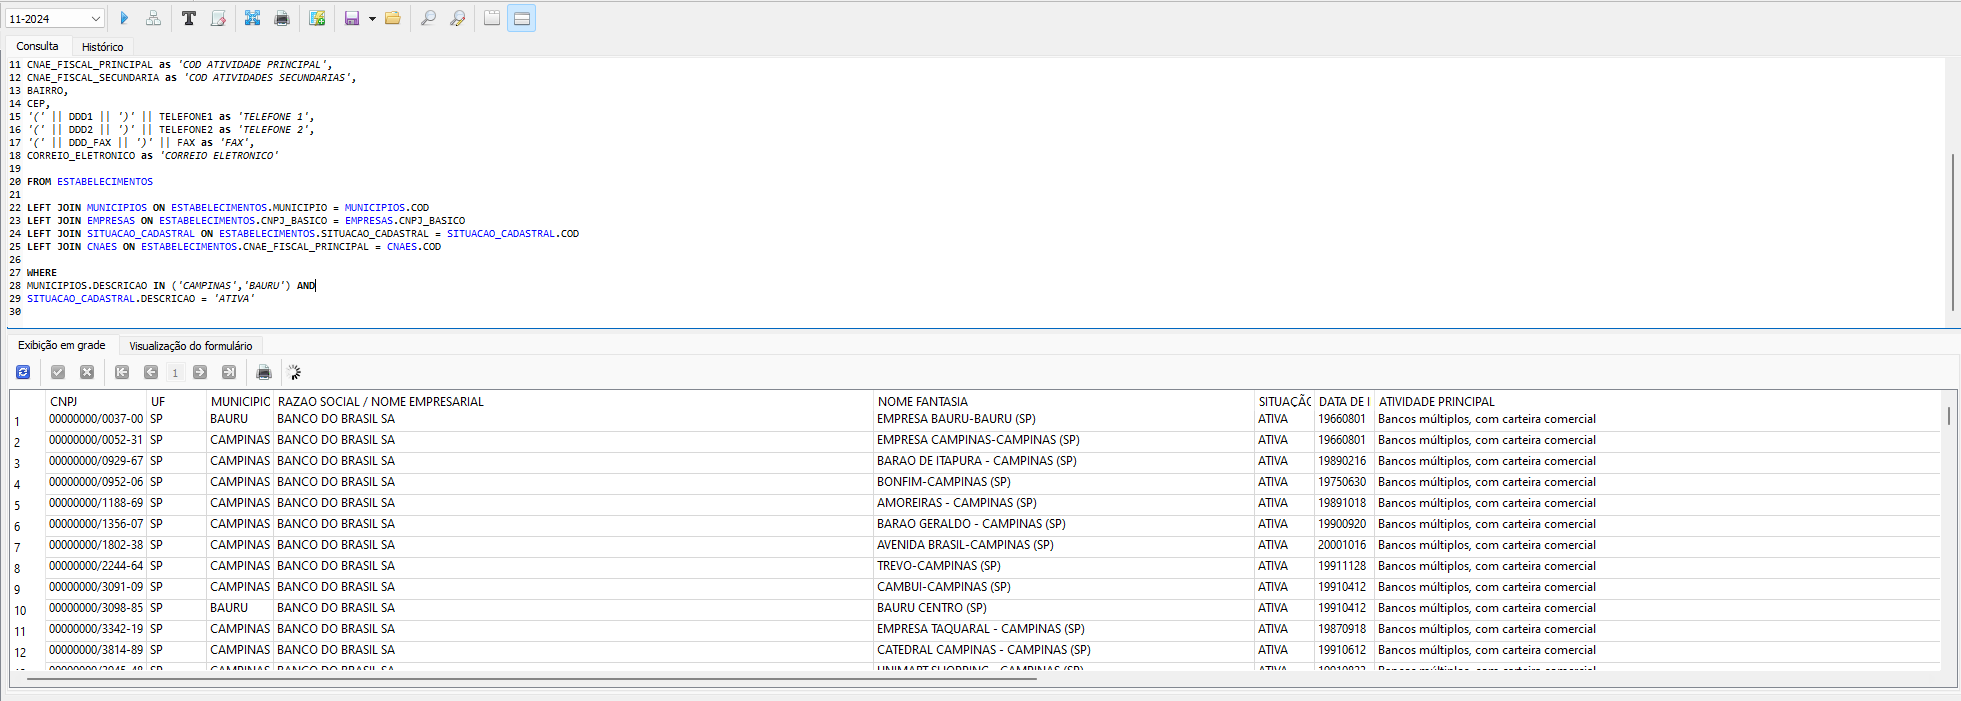 11-2024
Consulta Histórico
11 CNAE_FISCAL_PRINCIPAL as 'COD ATIVIDADE PRINCIPAL',
12 CNAE_FISCAL_SECUNDARIA as 'COD ATIVIDADES SECUNDARIAS',
13 BAIRRO,
14 CEP,
15 '(' || DDD1 || ')' || TELEFONE1 as 'TELEFONE 1',
16 '(' || DDD2 || ')' || TELEFONE2 as 'TELEFONE 2',
17 '(' || DDD_FAX || ')' || FAX as 'FAX',
18 CORREIO_ELETRONICO as 'CORREIO ELETRONICO'
19
20 FROM ESTABELECIMENTOS
21
22 LEFT JOIN MUNICIPIOS ON ESTABELECIMENTOS.MUNICIPIO = MUNICIPIOS.COD
23 LEFT JOIN EMPRESAS ON ESTABELECIMENTOS.CNPJ_BASICO = EMPRESAS.CNPJ_BASICO
24 LEFT JOIN SITUACAO_CADASTRAL ON ESTABELECIMENTOS.SITUACAO_CADASTRAL = SITUACAO_CADASTRAL.COD
25 LEFT JOIN CNAES ON ESTABELECIMENTOS.CNAE_FISCAL_PRINCIPAL = CNAES.COD
26
27 WHERE
28 MUNICIPIOS.DESCRICAO IN ('CAMPINAS','BAURU') AND
29 SITUACAO_CADASTRAL.DESCRICAO = 'ATIVA'
30
Exibição em grade Visualização do formulário
1
CNPJ UF MUNICIPIO RAZAO SOCIAL / NOME EMPRESARIAL NOME FANTASIA SITUAÇÃO DATA DE I ATIVIDADE PRINCIPAL
1 00000000/0037-00 SP BAURU BANCO DO BRASIL SA EMPRESA BAURU-BAURU (SP) ATIVA 19660801 Bancos múltiplos, com carteira comercial
2 00000000/0052-31 SP CAMPINAS BANCO DO BRASIL SA EMPRESA CAMPINAS-CAMPINAS (SP) ATIVA 19660801 Bancos múltiplos, com carteira comercial
3 00000000/0929-67 SP CAMPINAS BANCO DO BRASIL SA BARAO DE ITAPURA - CAMPINAS (SP) ATIVA 19890216 Bancos múltiplos, com carteira comercial
4 00000000/0952-06 SP CAMPINAS BANCO DO BRASIL SA BONFIM-CAMPINAS (SP) ATIVA 19750630 Bancos múltiplos, com carteira comercial
5 00000000/1188-69 SP CAMPINAS BANCO DO BRASIL SA AMOREIRAS - CAMPINAS (SP) ATIVA 19891018 Bancos múltiplos, com carteira comercial
6 00000000/1356-07 SP CAMPINAS BANCO DO BRASIL SA BARAO GERALDO - CAMPINAS (SP) ATIVA 19900920 Bancos múltiplos, com carteira comercial
7 00000000/1802-38 SP CAMPINAS BANCO DO BRASIL SA AVENIDA BRASIL-CAMPINAS (SP) ATIVA 20001016 Bancos múltiplos, com carteira comercial
8 00000000/2244-64 SP CAMPINAS BANCO DO BRASIL SA TREVO-CAMPINAS (SP) ATIVA 19911128 Bancos múltiplos, com carteira comercial
9 00000000/3091-09 SP CAMPINAS BANCO DO BRASIL SA CAMBUI-CAMPINAS (SP) ATIVA 19910412 Bancos múltiplos, com carteira comercial
10 00000000/3098-85 SP BAURU BANCO DO BRASIL SA BAURU CENTRO (SP) ATIVA 19910412 Bancos múltiplos, com carteira comercial
11 00000000/3342-19 SP CAMPINAS BANCO DO BRASIL SA EMPRESA TAQUARAL - CAMPINAS (SP) ATIVA 19870918 Bancos múltiplos, com carteira comercial
12 00000000/3814-89 SP CAMPINAS BANCO DO BRASIL SA CATEDRAL CAMPINAS - CAMPINAS (SP) ATIVA 19910612 Bancos múltiplos, com carteira comercial